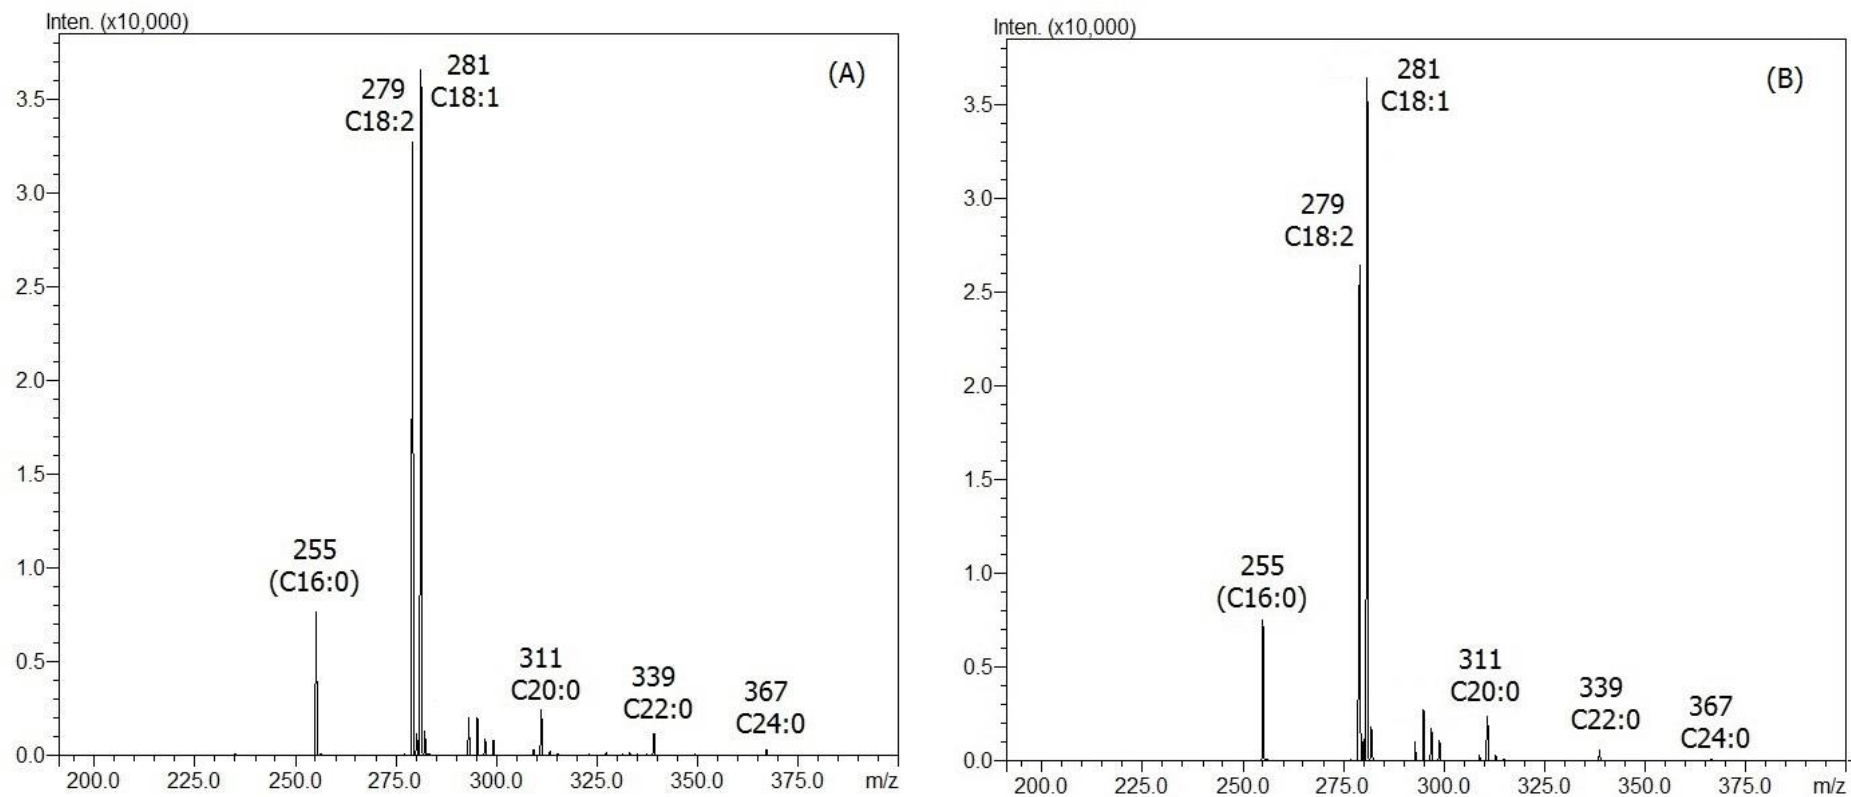 Inten. (x10,000)
(A)
281
C18:1
279
C18:2
3.5
3.0
2.5
2.0
1.5
1.0
0.5
0.0
255
(C16:0)
311
C20:0
339
C22:0
367
C24:0
200.0 225.0 250.0 275.0 300.0 325.0 350.0 375.0 m/z
Inten. (x10,000)
(B)
281
C18:1
279
C18:2
3.5
3.0
2.5
2.0
1.5
1.0
0.5
0.0
255
(C16:0)
311
C20:0
339
C22:0
367
C24:0
200.0 225.0 250.0 275.0 300.0 325.0 350.0 375.0 m/z